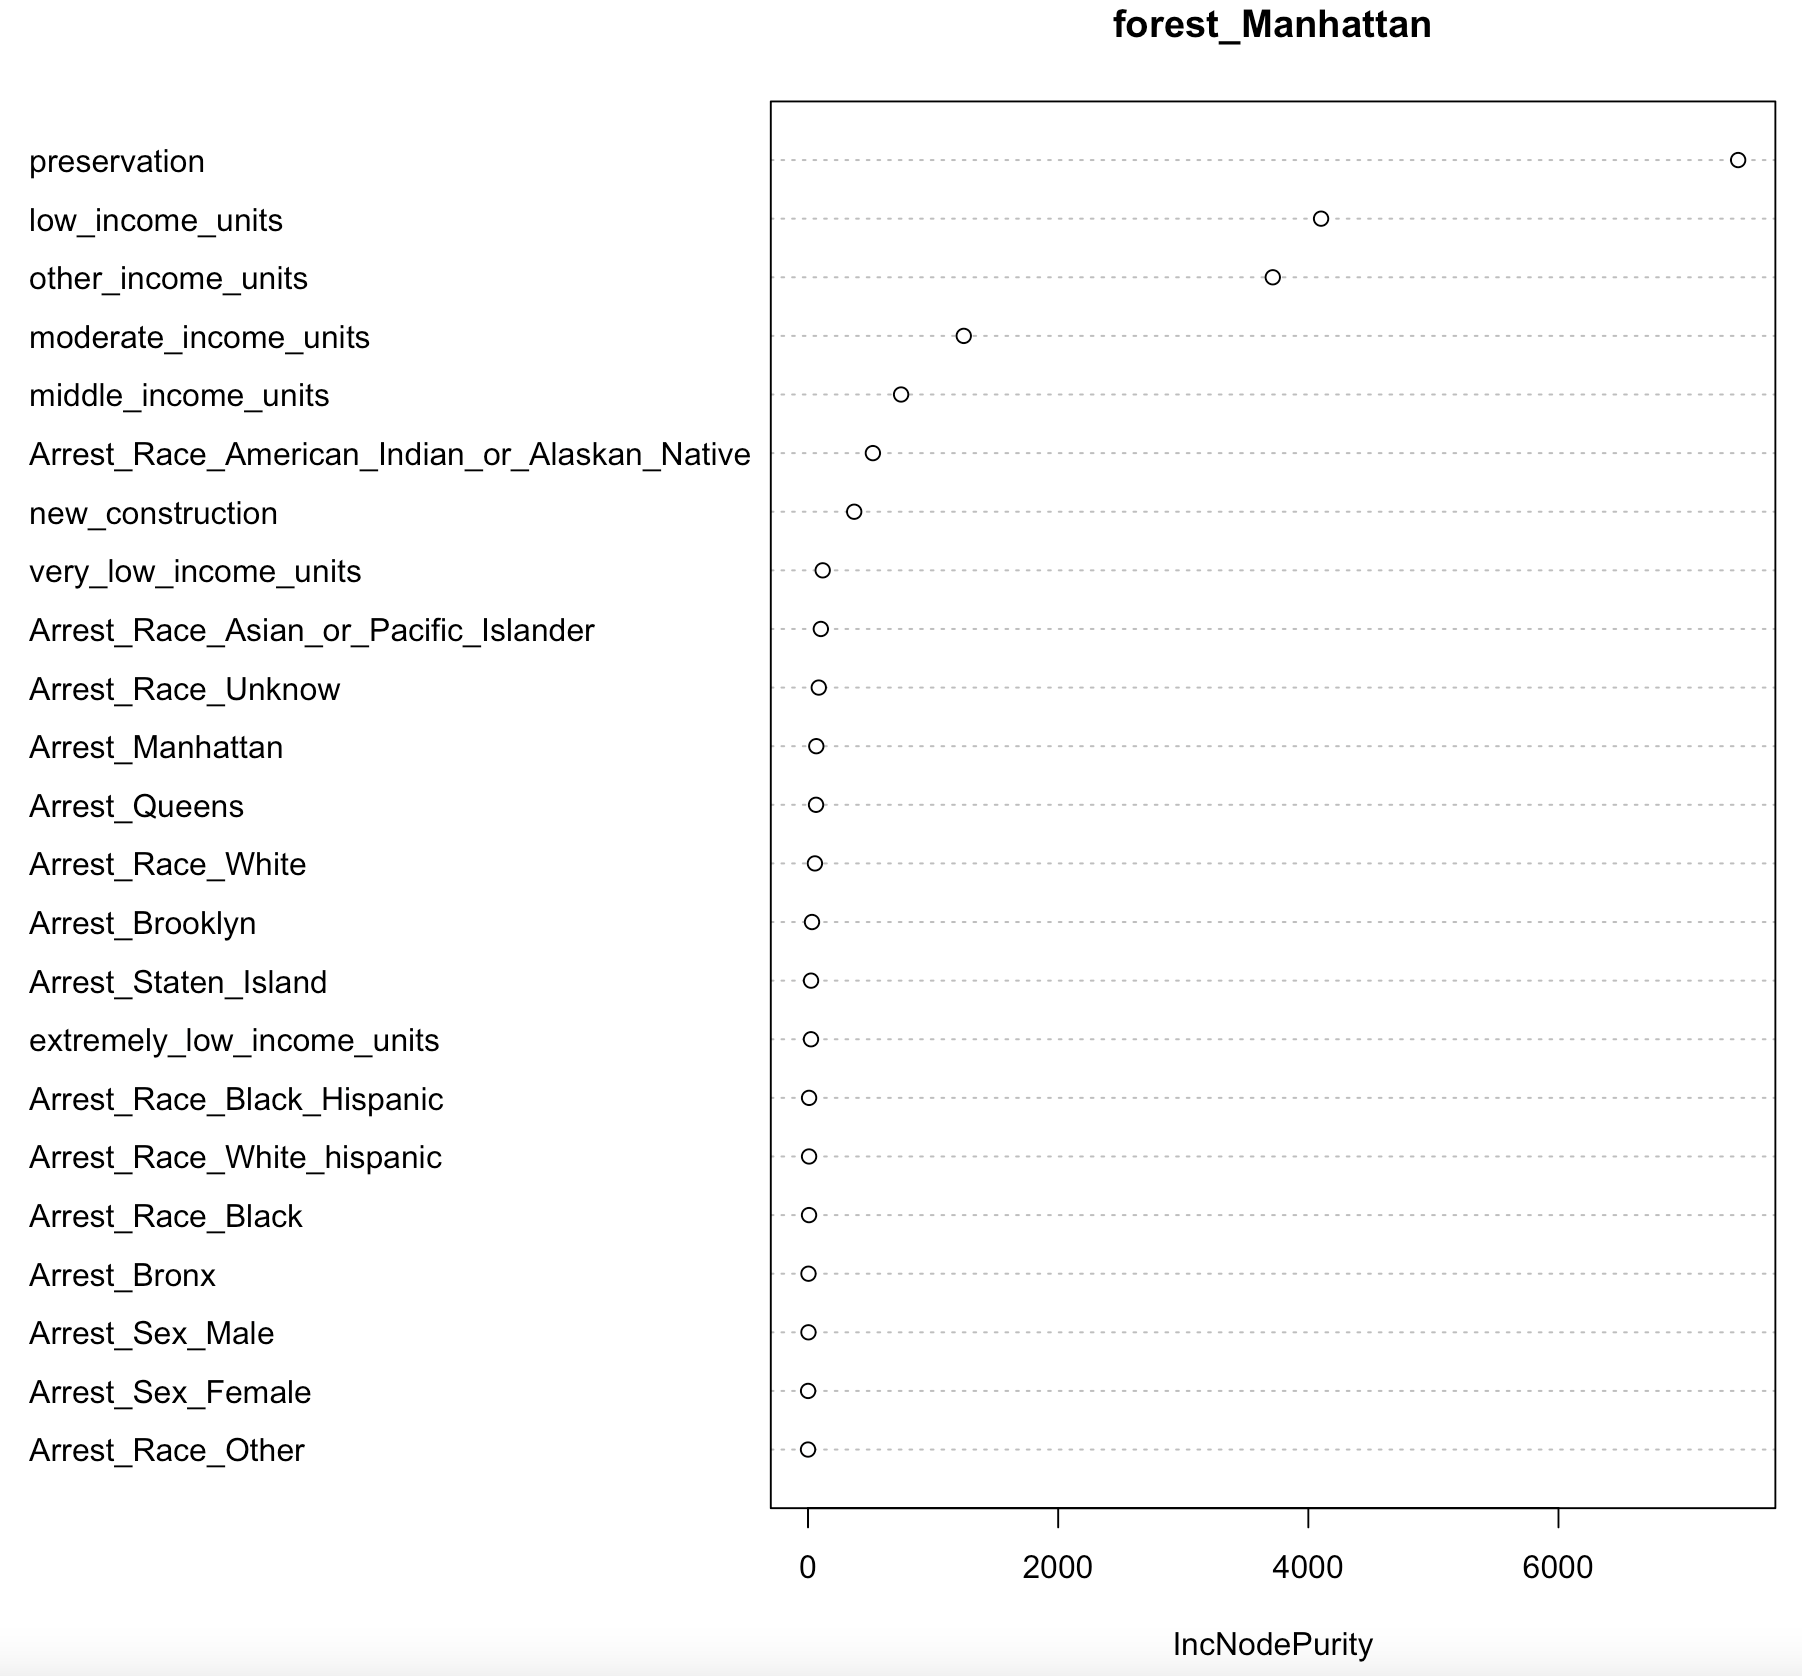 forest_Manhattan
preservation
low_income_units
other_income_units
moderate_income_units
middle_income_units
Arrest_Race_American_Indian_or_Alaskan_Native
new_construction
very_low_income_units
Arrest_Race_Asian_or_Pacific_Islander
Arrest_Race_Unknow
Arrest_Manhattan
Arrest_Queens
Arrest_Race_White
Arrest_Brooklyn
Arrest_Staten_Island
extremely_low_income_units
Arrest_Race_Black_Hispanic
Arrest_Race_White_hispanic
Arrest_Race_Black
Arrest_Bronx
Arrest_Sex_Male
Arrest_Sex_Female
Arrest_Race_Other
0 2000 4000 6000
IncNodePurity